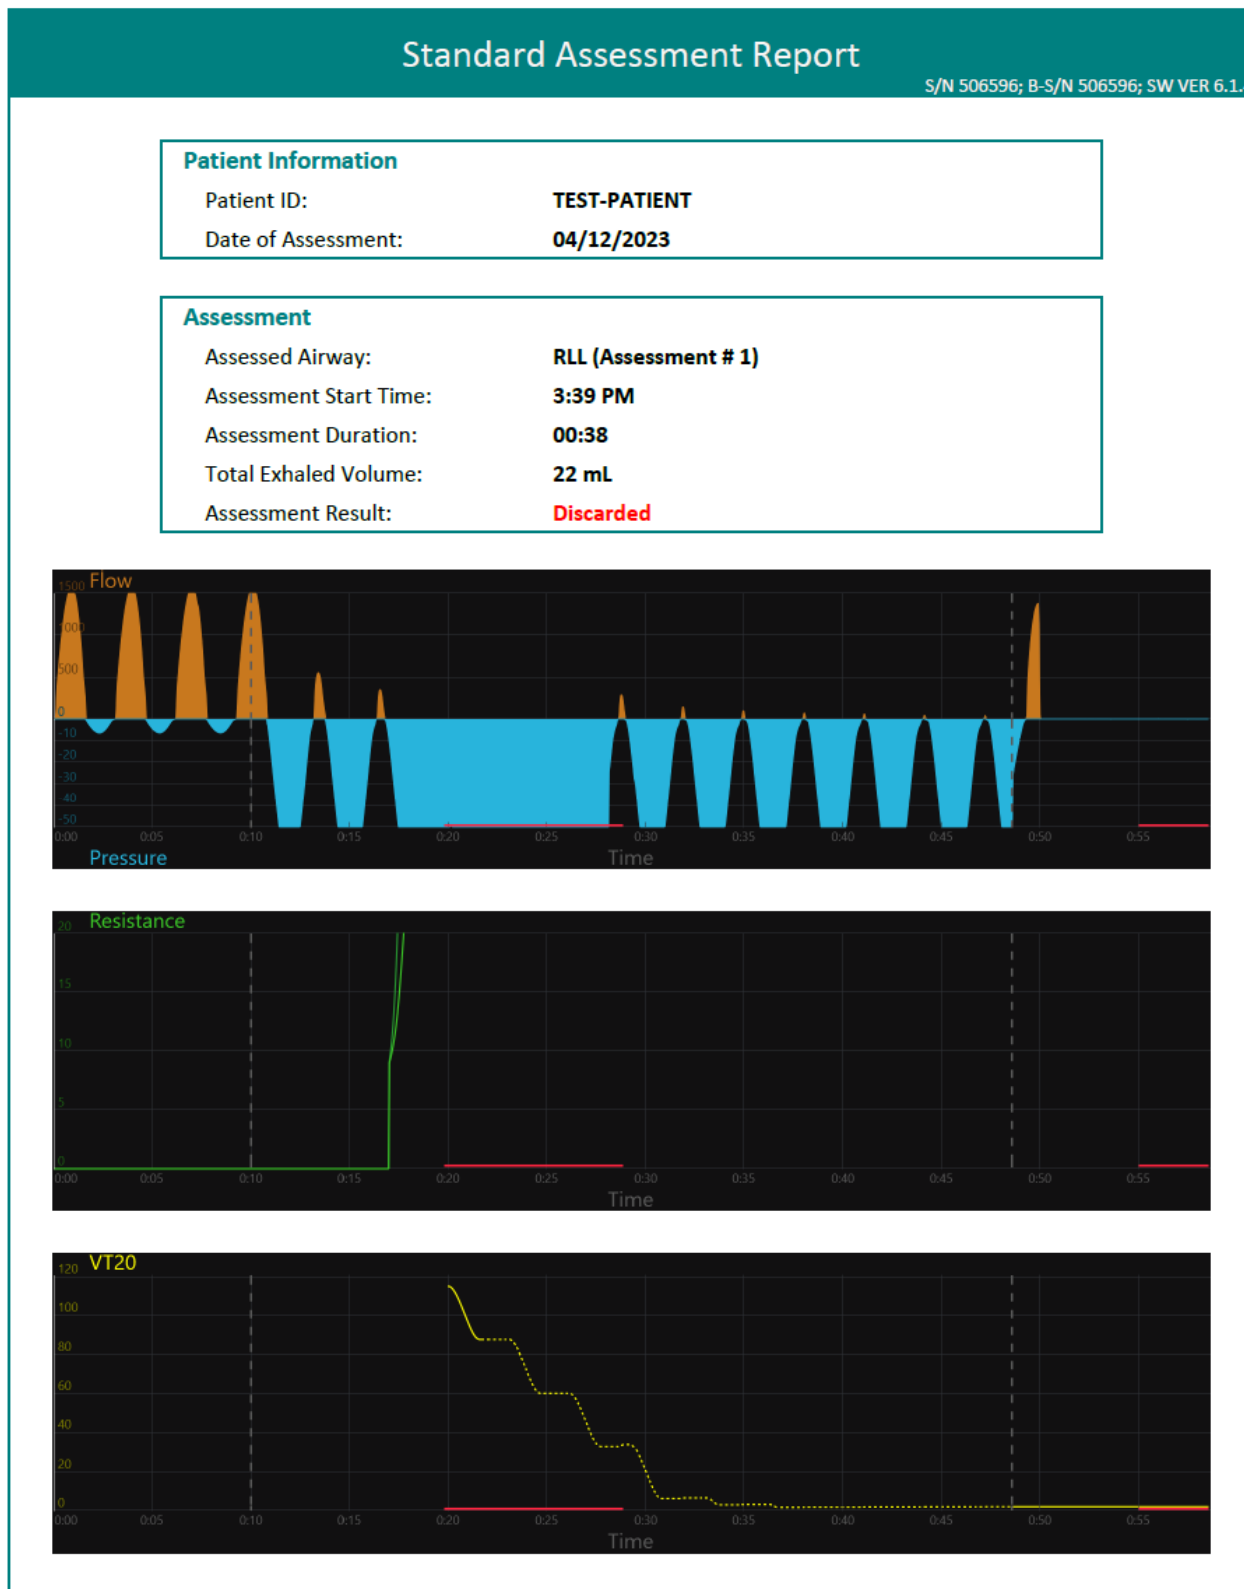 Standard Assessment Report
S/N 506596; B-S/N 506596; SW VER 6.1.
Patient Information
Patient ID: TEST-PATIENT
Date of Assessment: 04/12/2023
Assessment
Assessed Airway: RLL (Assessment # 1)
Assessment Start Time: 3:39 PM
Assessment Duration: 00:38
Total Exhaled Volume: 22 mL
Assessment Result: Discarded
1500 Flow
1000
500
0
-10
-20
-30
-40
-50
0:00 0:05 0:10 0:15 0:20 0:25 0:30 0:35 0:40 0:45 0:50 0:55
Pressure Time
20 Resistance
15
10
5
0
0:00 0:05 0:10 0:15 0:20 0:25 0:30 0:35 0:40 0:45 0:50 0:55
Time
120 VT20
100
80
60
40
20
0
0:00 0:05 0:10 0:15 0:20 0:25 0:30 0:35 0:40 0:45 0:50 0:55
Time